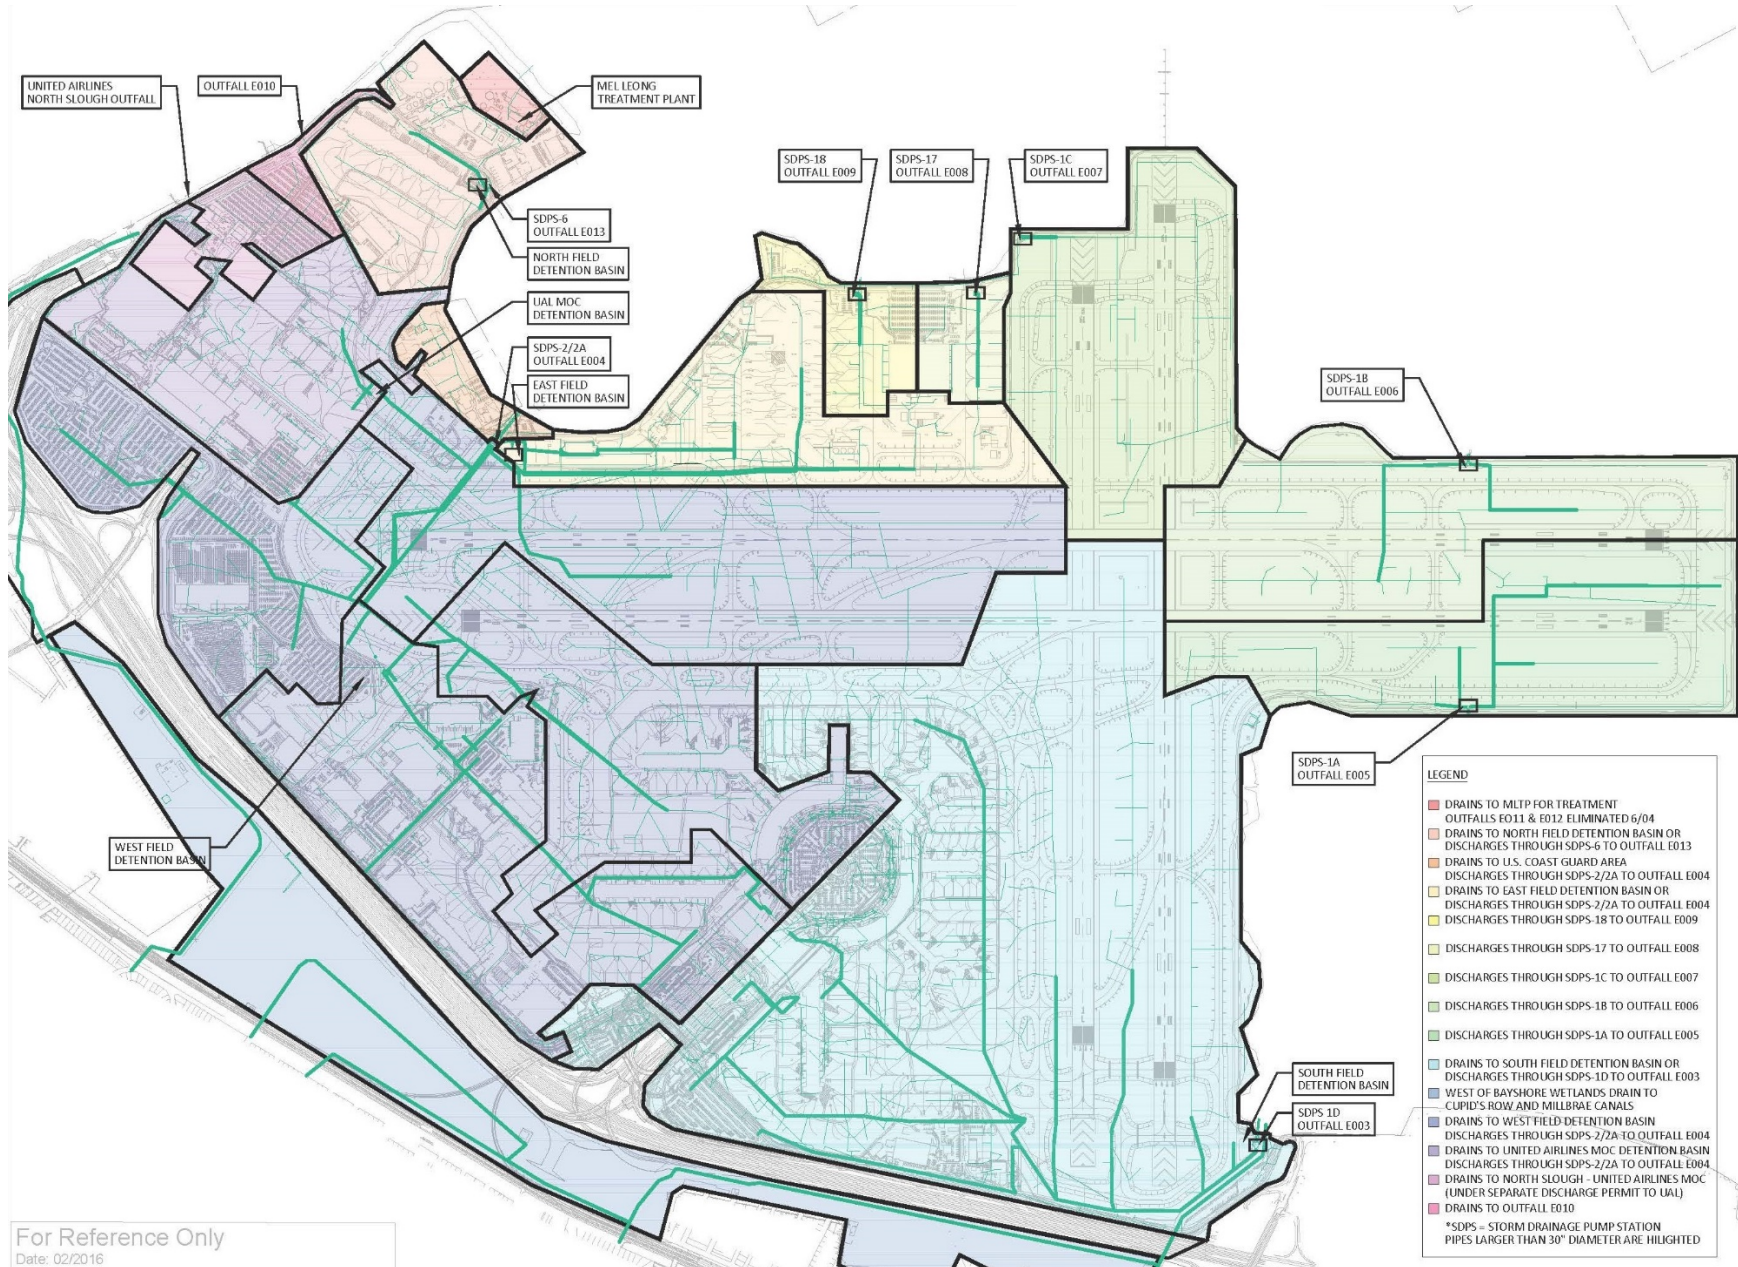 UNITED AIRLINES
NORTH SLOUGH OUTFALL
OUTFALL E010
MEL LEONG
TREATMENT PLANT
SDPS-18
OUTFALL E009
SDPS-17
OUTFALL E008
SDPS-1C
OUTFALL E007
SDPS-6
OUTFALL E013
NORTH FIELD
DETENTION BASIN
UAL MOC
DETENTION BASIN
SDPS-2/2A
OUTFALL E004
EAST FIELD
DETENTION BASIN
SDPS-1B
OUTFALL E006
SDPS-1A
OUTFALL E005
WEST FIELD
DETENTION BASIN
SOUTH FIELD
DETENTION BASIN
SDPS 1D
OUTFALL E003
LEGEND
DRAINS TO MLTP FOR TREATMENT
OUTFALLS EO11 & E012 ELIMINATED 6/04
DRAINS TO NORTH FIELD DETENTION BASIN OR
DISCHARGES THROUGH SDPS-6 TO OUTFALL E013
DRAINS TO U.S. COAST GUARD AREA
DISCHARGES THROUGH SDPS-2/2A TO OUTFALL E004
DRAINS TO EAST FIELD DETENTION BASIN OR
DISCHARGES THROUGH SDPS-2/2A TO OUTFALL E004
DISCHARGES THROUGH SDPS-18 TO OUTFALL E009
DISCHARGES THROUGH SDPS-17 TO OUTFALL E008
DISCHARGES THROUGH SDPS-1C TO OUTFALL E007
DISCHARGES THROUGH SDPS-1B TO OUTFALL E006
DISCHARGES THROUGH SDPS-1A TO OUTFALL E005
DRAINS TO SOUTH FIELD DETENTION BASIN OR
DISCHARGES THROUGH SDPS-1D TO OUTFALL E003
WEST OF BAYSHORE WETLANDS DRAIN TO
CUPID'S ROW AND MILLBRAE CANALS
DRAINS TO WEST FIELD DETENTION BASIN
DISCHARGES THROUGH SDPS-2/2A TO OUTFALL E004
DRAINS TO UNITED AIRLINES MOC DETENTION BASIN
DISCHARGES THROUGH SDPS-2/2A TO OUTFALL E004
DRAINS TO NORTH SLOUGH - UNITED AIRLINES MOC
(UNDER SEPARATE DISCHARGE PERMIT TO UAL)
DRAINS TO OUTFALL E010
*SDPS = STORM DRAINAGE PUMP STATION
PIPES LARGER THAN 30" DIAMETER ARE HILIGHTED
For Reference Only
Date: 02/2016